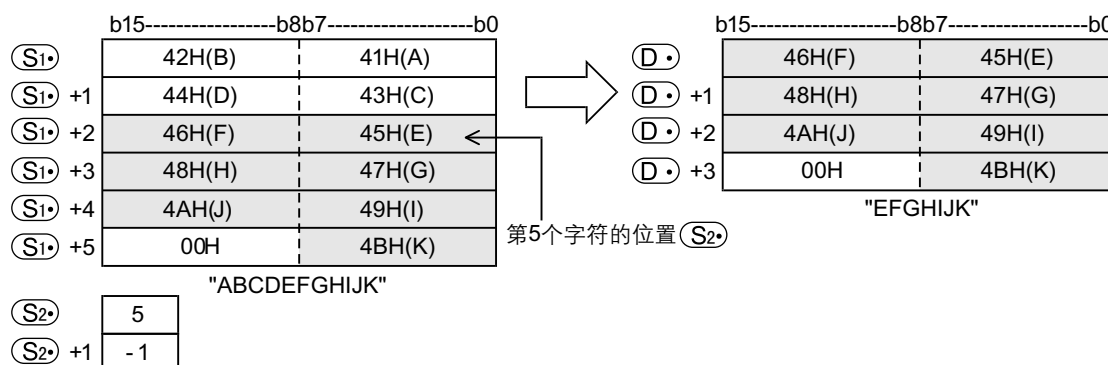 b15-----------------b8b7--------------------b0
S1• 42H(B) 41H(A)
S1• +1 44H(D) 43H(C)
S1• +2 46H(F) 45H(E)
S1• +3 48H(H) 47H(G)
S1• +4 4AH(J) 49H(I)
S1• +5 00H 4BH(K)
"ABCDEFGHIJK"
第5个字符的位置 S2•
S2• 5
S2• +1 -1
b15-----------------b8b7--------------------b0
D• 46H(F) 45H(E)
D• +1 48H(H) 47H(G)
D• +2 4AH(J) 49H(I)
D• +3 00H 4BH(K)
"EFGHIJK"